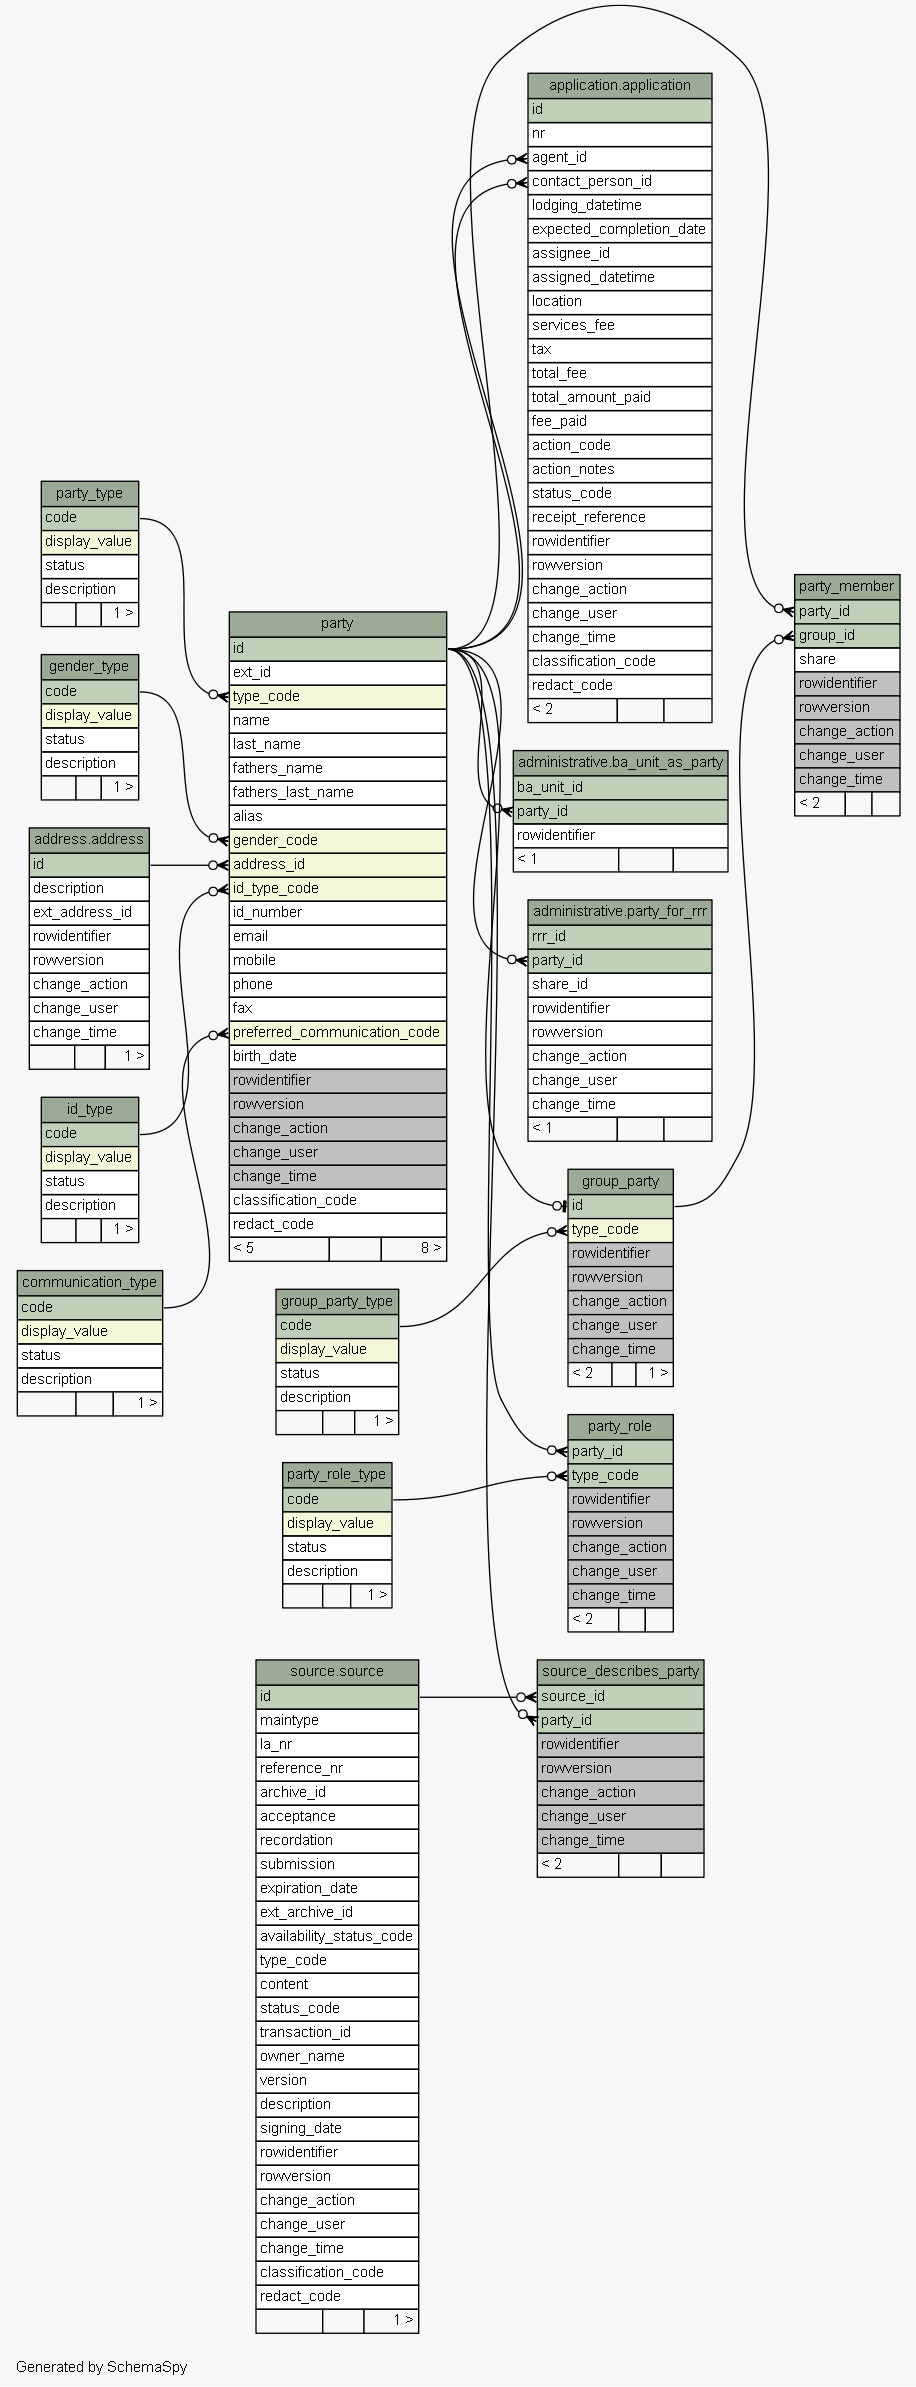 application.application
id
nr
agent_id
contact_person_id
lodging_datetime
expected_completion_date
assignee_id
assigned_datetime
location
services_fee
tax
total_fee
total_amount_paid
fee_paid
action_code
action_notes
status_code
receipt_reference
rowidentifier
rowversion
change_action
change_user
change_time
classification_code
redact_code
< 2
party_type
code
display_value
status
description
1 >
gender_type
code
display_value
status
description
1 >
address.address
id
description
ext_address_id
rowidentifier
rowversion
change_action
change_user
change_time
1 >
id_type
code
display_value
status
description
1 >
communication_type
code
display_value
status
description
1 >
party
id
ext_id
type_code
name
last_name
fathers_name
fathers_last_name
alias
gender_code
address_id
id_type_code
id_number
email
mobile
phone
fax
preferred_communication_code
birth_date
rowidentifier
rowversion
change_action
change_user
change_time
classification_code
redact_code
< 5 8 >
party_member
party_id
group_id
share
rowidentifier
rowversion
change_action
change_user
change_time
< 2
administrative.ba_unit_as_party
ba_unit_id
party_id
rowidentifier
< 1
administrative.party_for_rrr
rrr_id
party_id
share_id
rowidentifier
rowversion
change_action
change_user
change_time
< 1
group_party
id
type_code
rowidentifier
rowversion
change_action
change_user
change_time
< 2 1 >
group_party_type
code
display_value
status
description
1 >
party_role
party_id
type_code
rowidentifier
rowversion
change_action
change_user
change_time
< 2
party_role_type
code
display_value
status
description
1 >
source.source
id
maintype
la_nr
reference_nr
archive_id
acceptance
recordation
submission
expiration_date
ext_archive_id
availability_status_code
type_code
content
status_code
transaction_id
owner_name
version
description
signing_date
rowidentifier
rowversion
change_action
change_user
change_time
classification_code
redact_code
1 >
source_describes_party
source_id
party_id
rowidentifier
rowversion
change_action
change_user
change_time
< 2
Generated by SchemaSpy